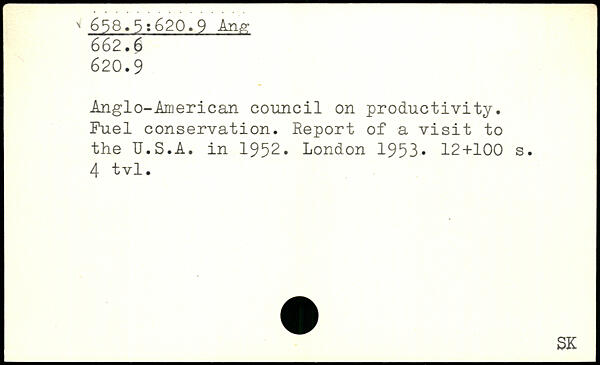 658.5:620.9 Ang
662.6
620.9
Anglo-American council on productivity.
Fuel conservation. Report of a visit to
the U.S.A. in 1952. London 1953. 12+100 s.
4 tvl.
SK